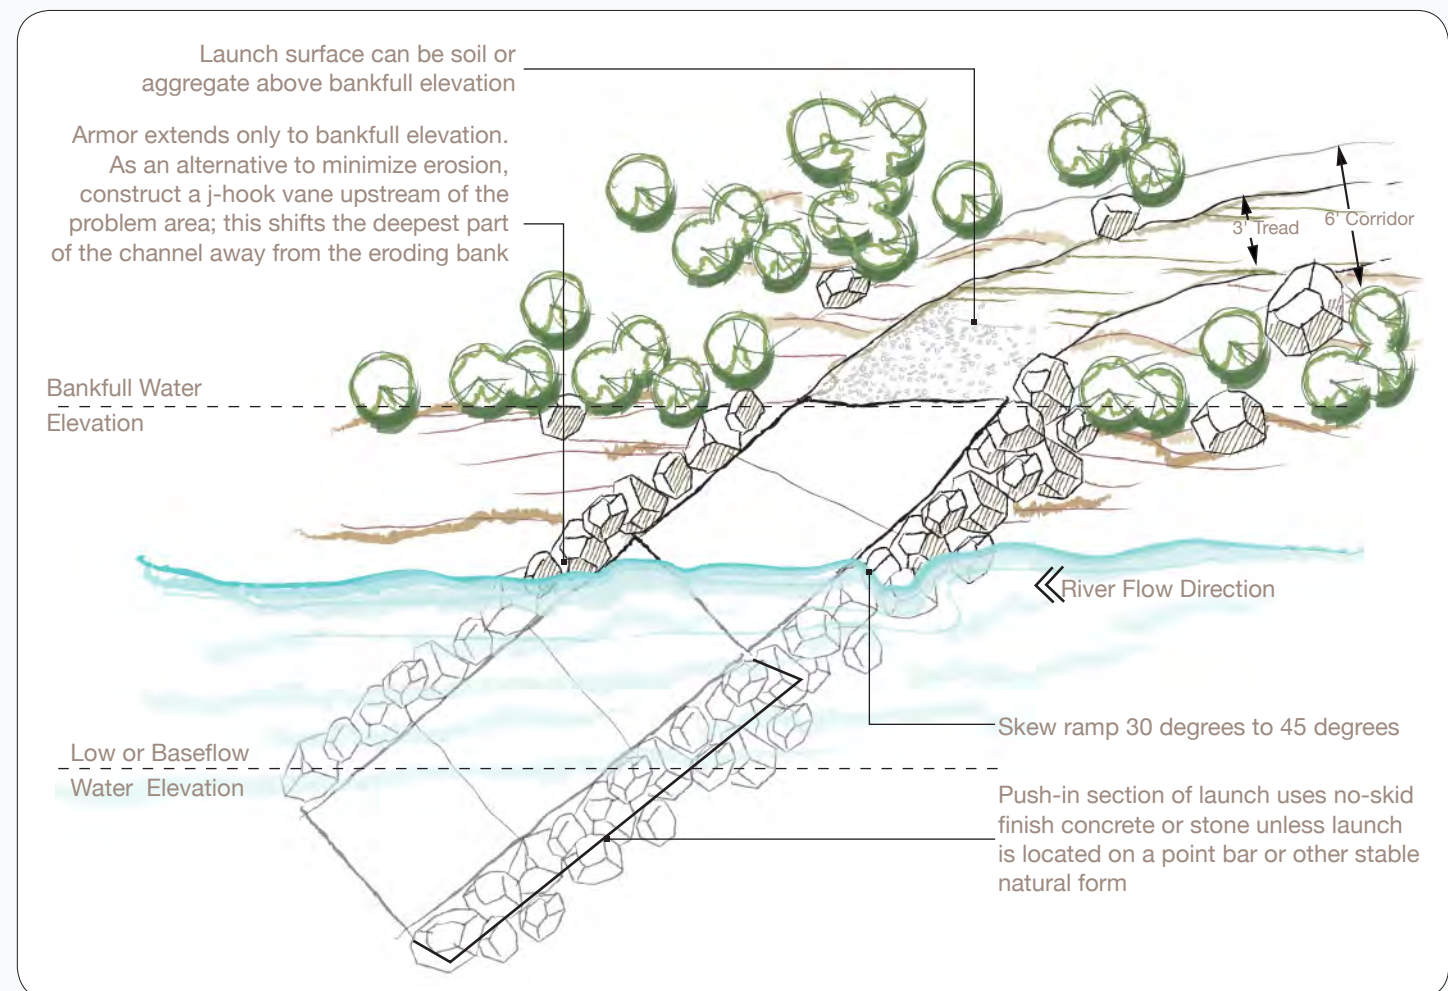 Launch surface can be soil or
aggregate above bankfull elevation
Armor extends only to bankfull elevation.
As an alternative to minimize erosion,
construct a j-hook vane upstream of the
problem area; this shifts the deepest part
of the channel away from the eroding bank
3' Tread
6' Corridor
Bankfull Water
Elevation
River Flow Direction
Skew ramp 30 degrees to 45 degrees
Low or Baseflow
Water Elevation
Push-in section of launch uses no-skid
finish concrete or stone unless launch
is located on a point bar or other stable
natural form